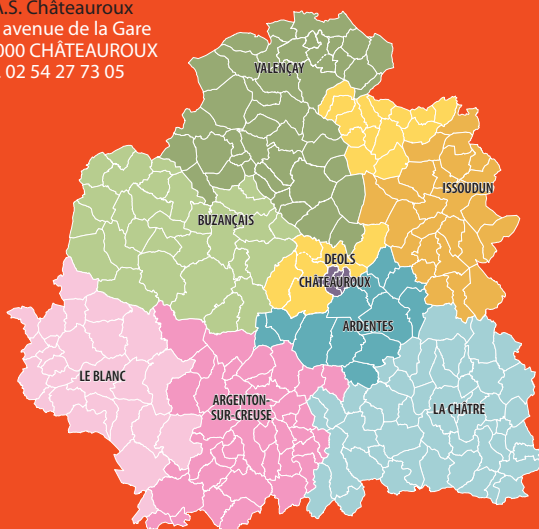 A.S. Châteauroux
avenue de la Gare
000 CHÂTEAUROUX
. 02 54 27 73 05
VALENÇAY
ISSOUDUN
BUZANÇAIS
DEOLS
CHÂTEAUROUX
ARDENTES
LE BLANC
ARGENTON-
SUR-CREUSE
LA CHÂTRE